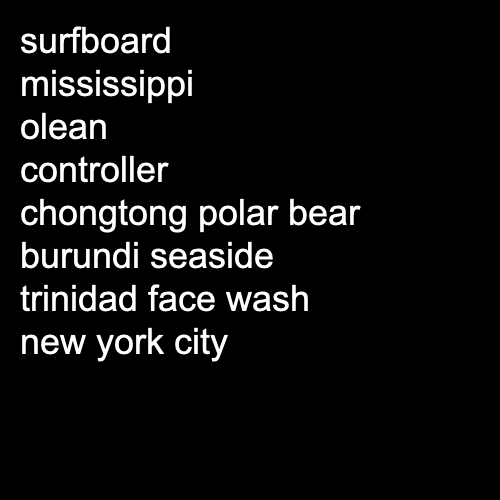 surfboard
mississippi
olean
controller
chongtong polar bear
burundi seaside
trinidad face wash
new york city